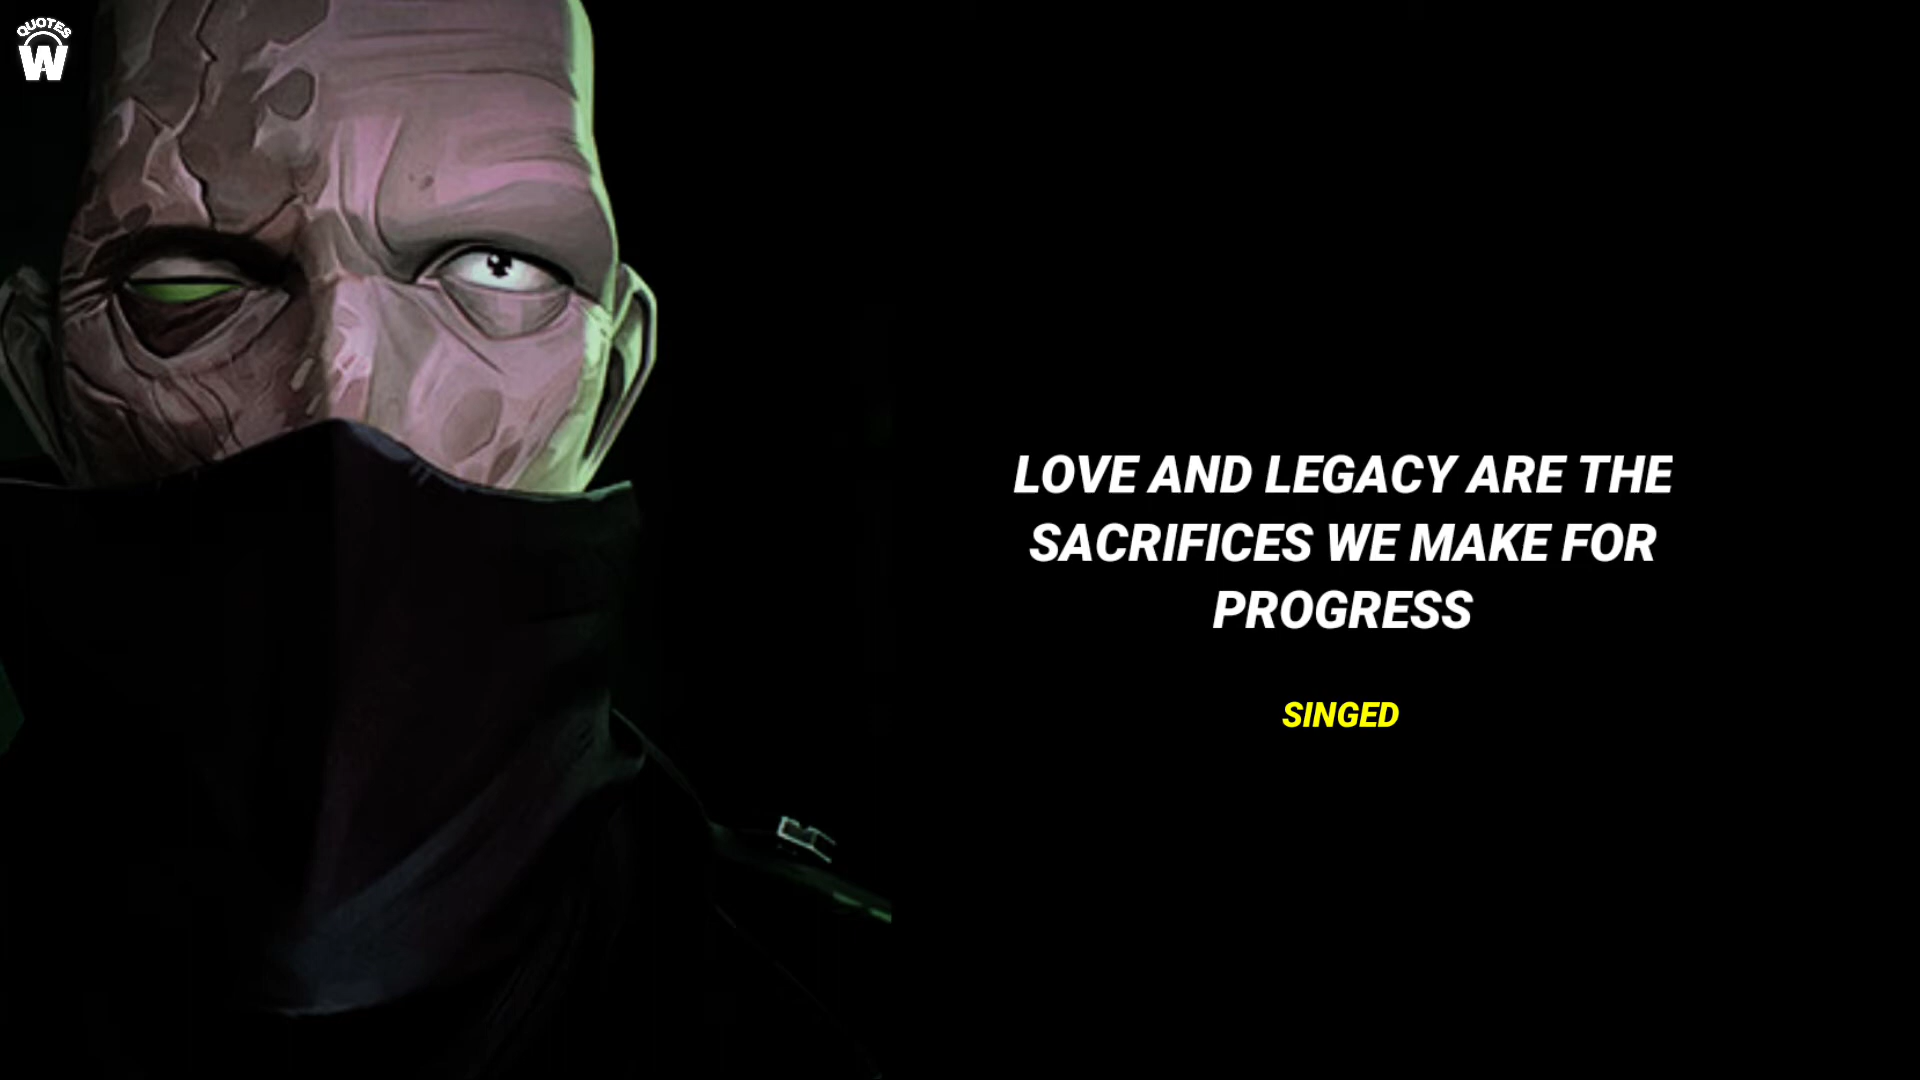 QUOTES
W
LOVE AND LEGACY ARE THE
SACRIFICES WE MAKE FOR
PROGRESS
SINGED